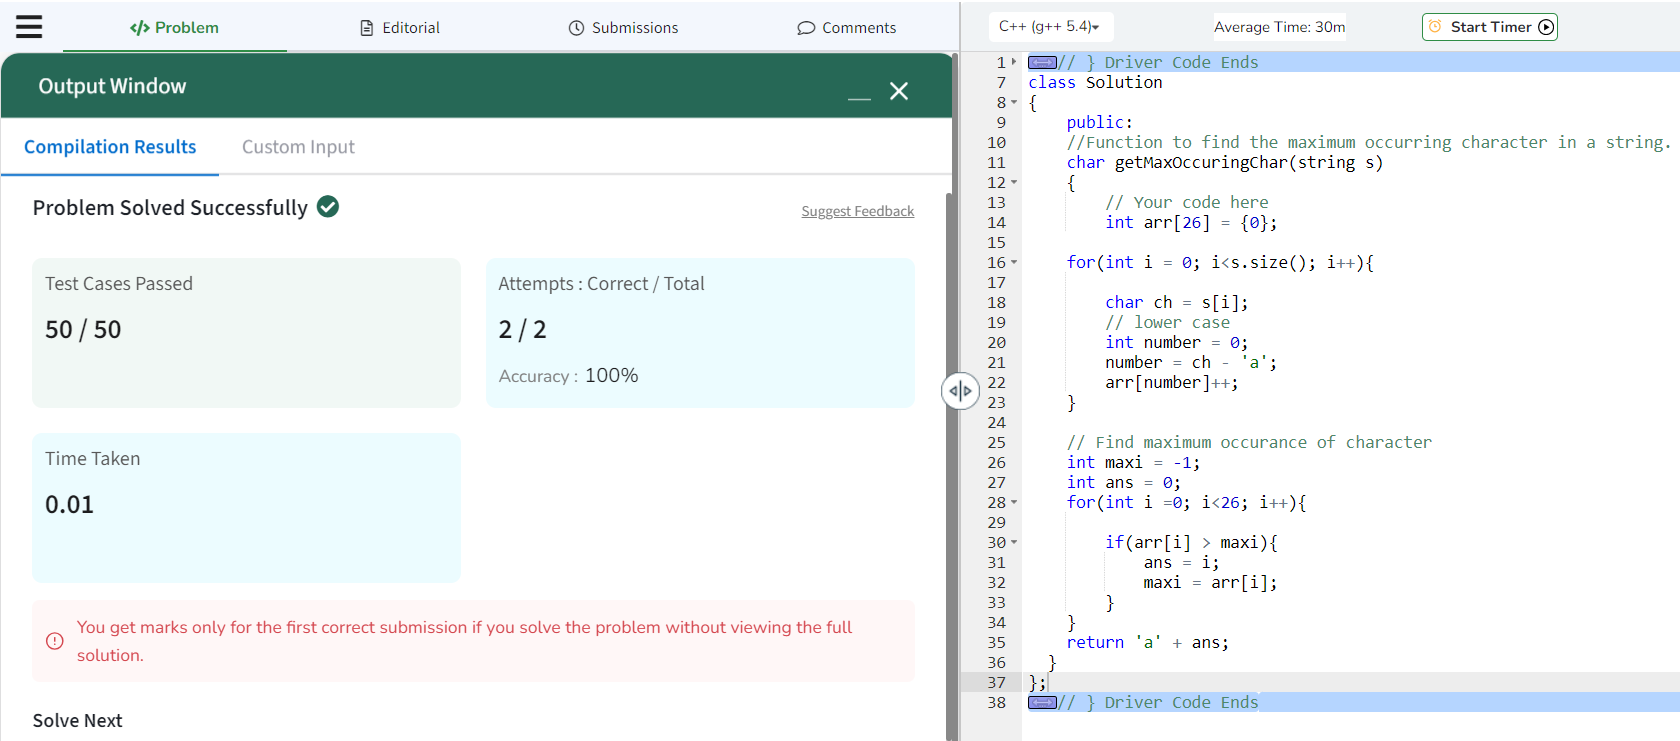 </> Problem
Editorial
Submissions
Comments
Output Window
Compilation Results
Custom Input
Problem Solved Successfully
Suggest Feedback
Test Cases Passed
50 / 50
Attempts : Correct / Total
2 / 2
Accuracy : 100%
Time Taken
0.01
You get marks only for the first correct submission if you solve the problem without viewing the full
solution.
Solve Next
C++ (g++ 5.4)
Average Time: 30m
Start Timer
1 // } Driver Code Ends
7 class Solution
8 {
9 public:
10 //Function to find the maximum occurring character in a string.
11 char getMaxOccuringChar(string s)
12 {
13 // Your code here
14 int arr[26] = {0};
15
16 for(int i = 0; i<s.size(); i++){
17
18 char ch = s[i];
19 // lower case
20 int number = 0;
21 number = ch - 'a';
22 arr[number]++;
23 }
24
25 // Find maximum occurance of character
26 int maxi = -1;
27 int ans = 0;
28 for(int i =0; i<26; i++){
29
30 if(arr[i] > maxi){
31 ans = i;
32 maxi = arr[i];
33 }
34 }
35 return 'a' + ans;
36 }
37 };
38 // } Driver Code Ends